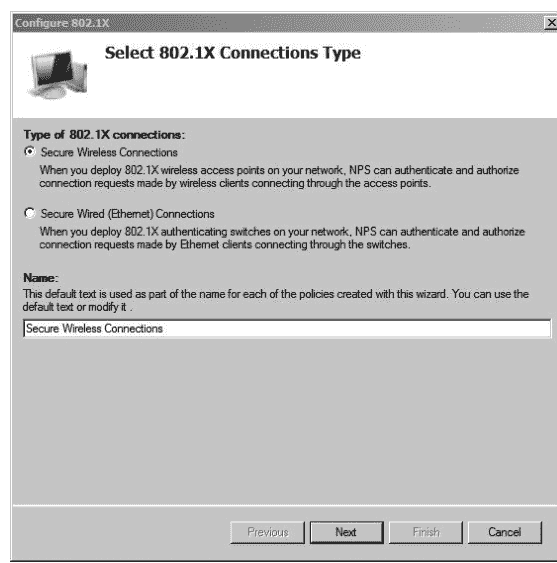 Configure 802.1X
Select 802.1X Connections Type
Type of 802.1X connections:
Secure Wireless Connections
When you deploy 802.1X wireless access points on your network, NPS can authenticate and authorize
connection requests made by wireless clients connecting through the access points.
Secure Wired (Ethernet) Connections
When you deploy 802.1X authenticating switches on your network, NPS can authenticate and authorize
connection requests made by Ethernet clients connecting through the switches.
Name:
This default text is used as part of the name for each of the policies created with this wizard. You can use the
default text or modify it .
Secure Wireless Connections
Previous Next Finish Cancel